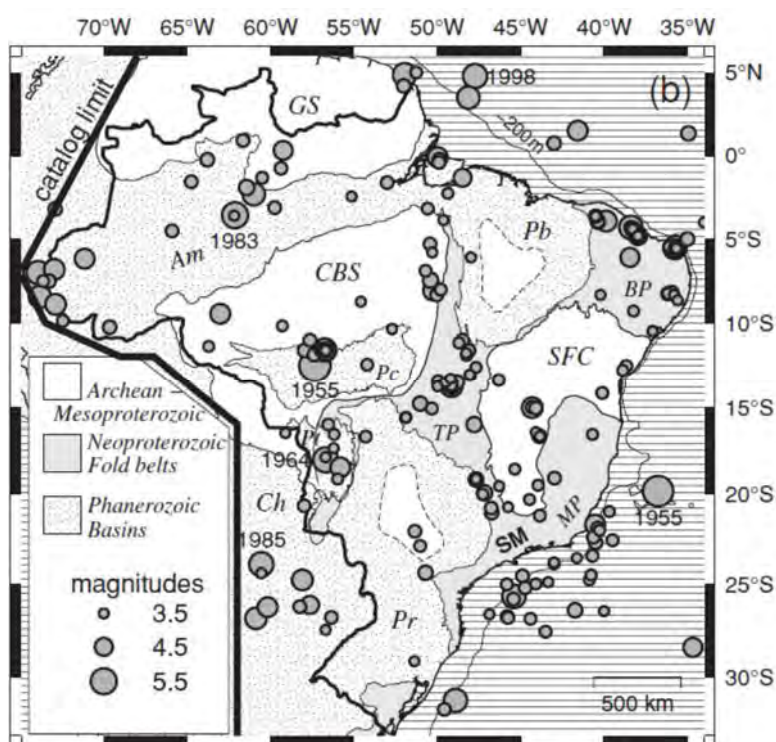 70°W 65°W 60°W 55°W 50°W 45°W 40°W 35°W
5°N
0°
5°S
10°S
15°S
20°S
25°S
30°S
(b)
catalog limit
GS
1998
~200m
1983
Am
Pb
CBS
BP
SFC
1955
Pc
TP
Pt
1964
Ch
MP
SM
1955
1985
Pr
Archean –
Mesoproterozoic
Neoproterozoic
Fold belts
Phanerozoic
Basins
magnitudes
3.5
4.5
5.5
500 km